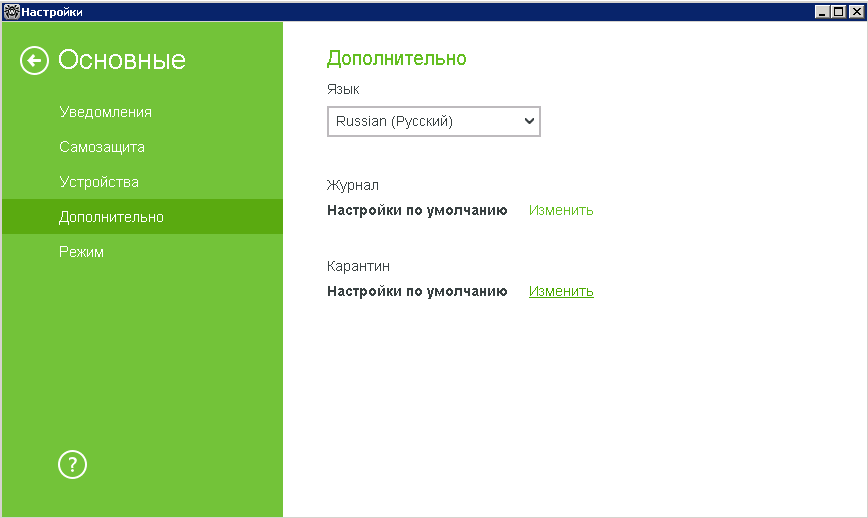 Настройки
Основные
Уведомления
Самозащита
Устройства
Дополнительно
Режим
?
Дополнительно
Язык
Russian (Русский)
Журнал
Настройки по умолчанию Изменить
Карантин
Настройки по умолчанию Изменить